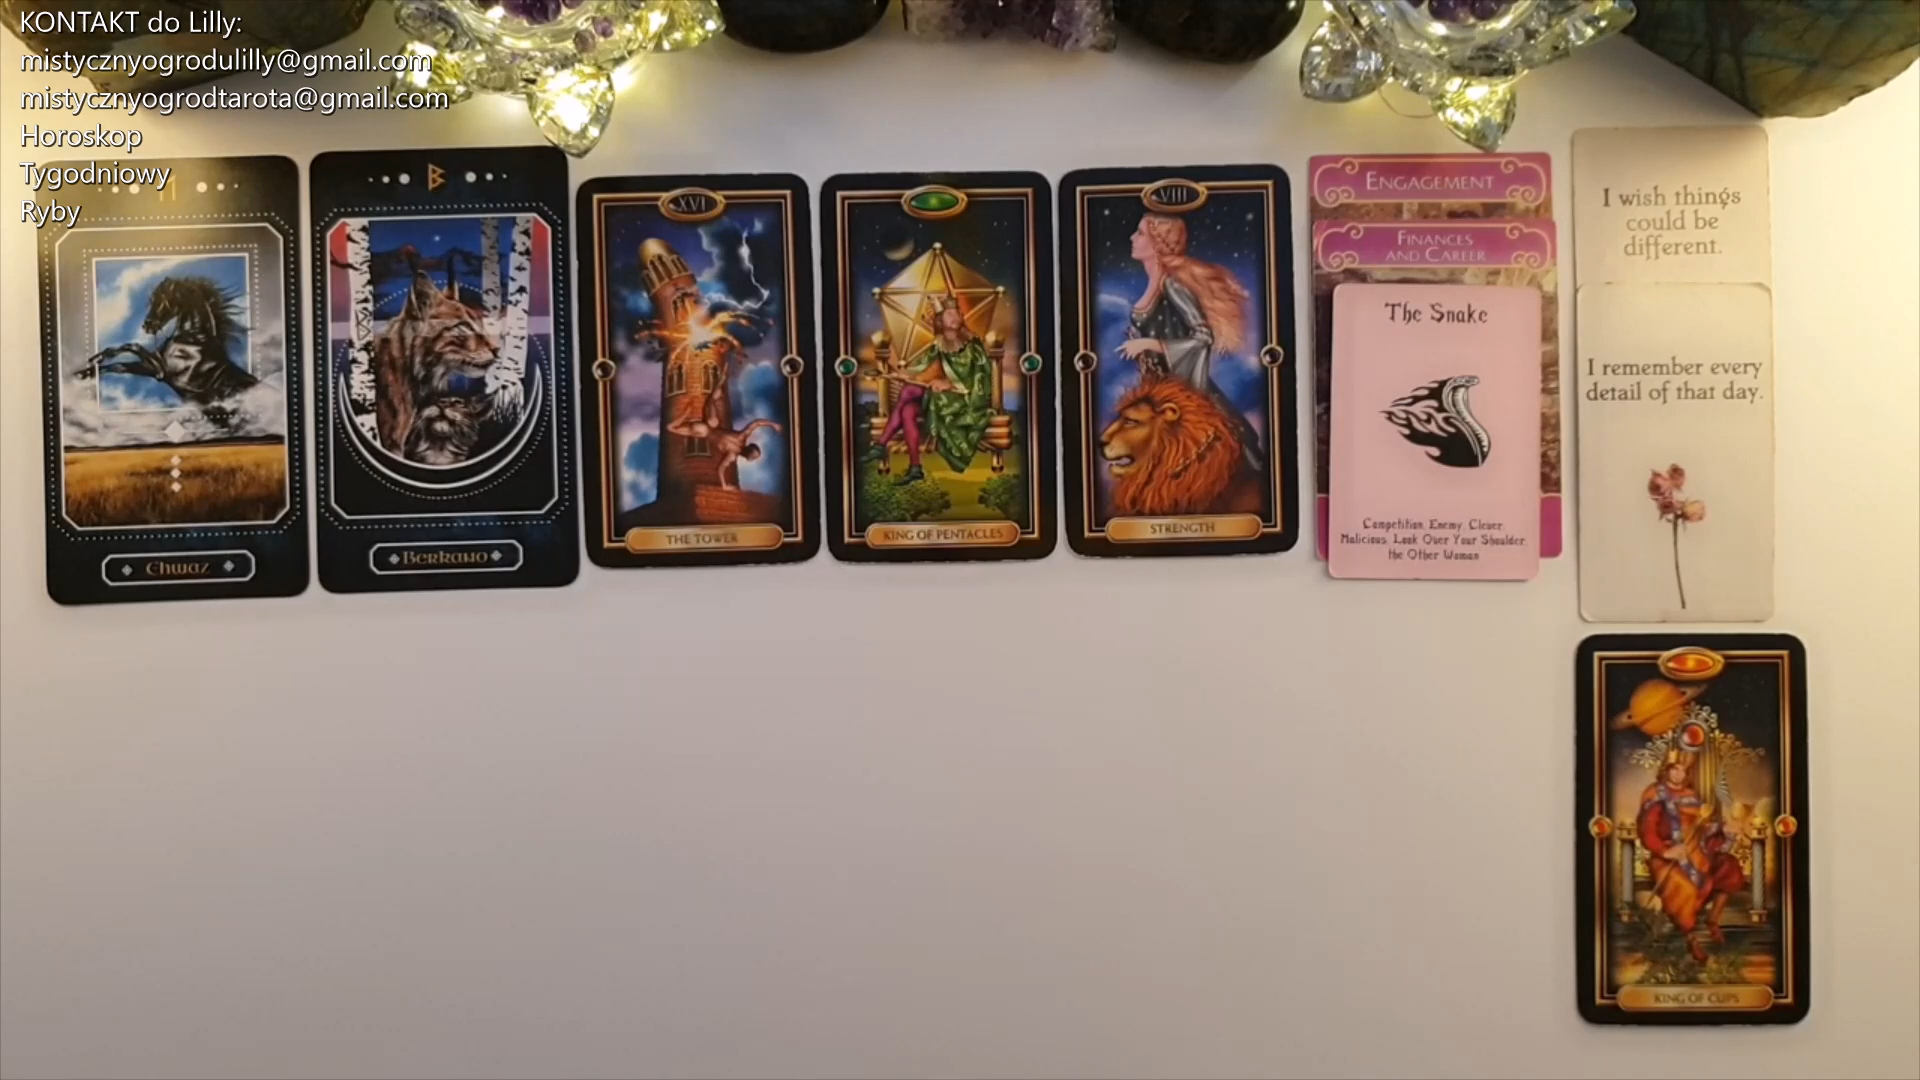 KONTAKT do Lilly:
mistycznyogrodulilly@gmail.com
mistycznyogrodtarota@gmail.com
Horoskop
Tygodniowy
Ryby
Ehwaz
B
Berkano
XVI
THE TOWER
KING OF PENTACLES
VIII
STRENGTH
ENGAGEMENT
FINANCES
AND CAREER
The Snake
Competition, Enemy, Clever,
Malicious, Look Over Your Shoulder,
the Other Woman
I wish things
could be
different.
I remember every
detail of that day.
KING OF CUPS